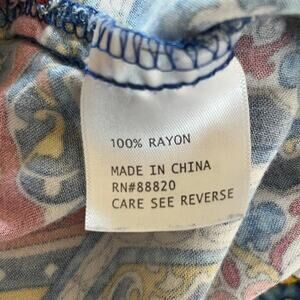 100% RAYON
MADE IN CHINA
RN#88820
CARE SEE REVERSE